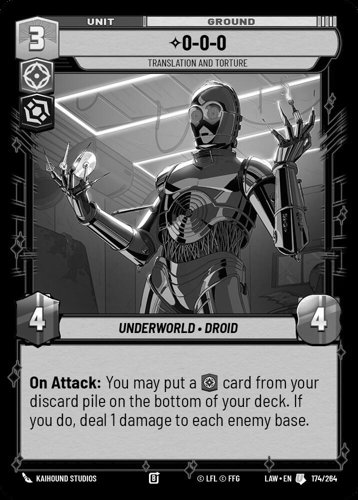 UNIT
GROUND
3
0-0-0
TRANSLATION AND TORTURE
4
4
UNDERWORLD • DROID
On Attack: You may put a card from your
discard pile on the bottom of your deck. If
you do, deal 1 damage to each enemy base.
KAIHOUND STUDIOS
© LFL © FFG
LAW • EN
174/264